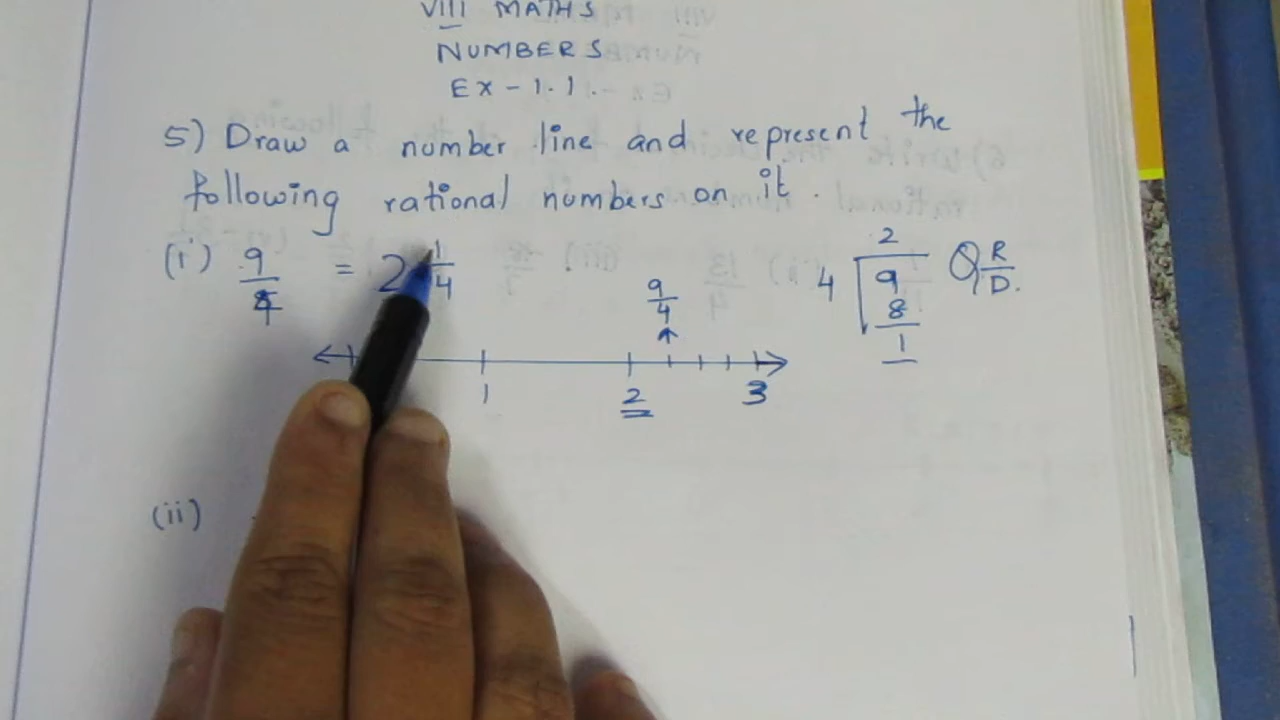 VIII MATHS
NUMBERS
EX-1.1.
5) Draw a number line and represent the
following rational numbers on it.
(i) 9/4 = 2 1/4
2
4 9 Q R/D.
8
1
9/4
1 2 3
(ii)